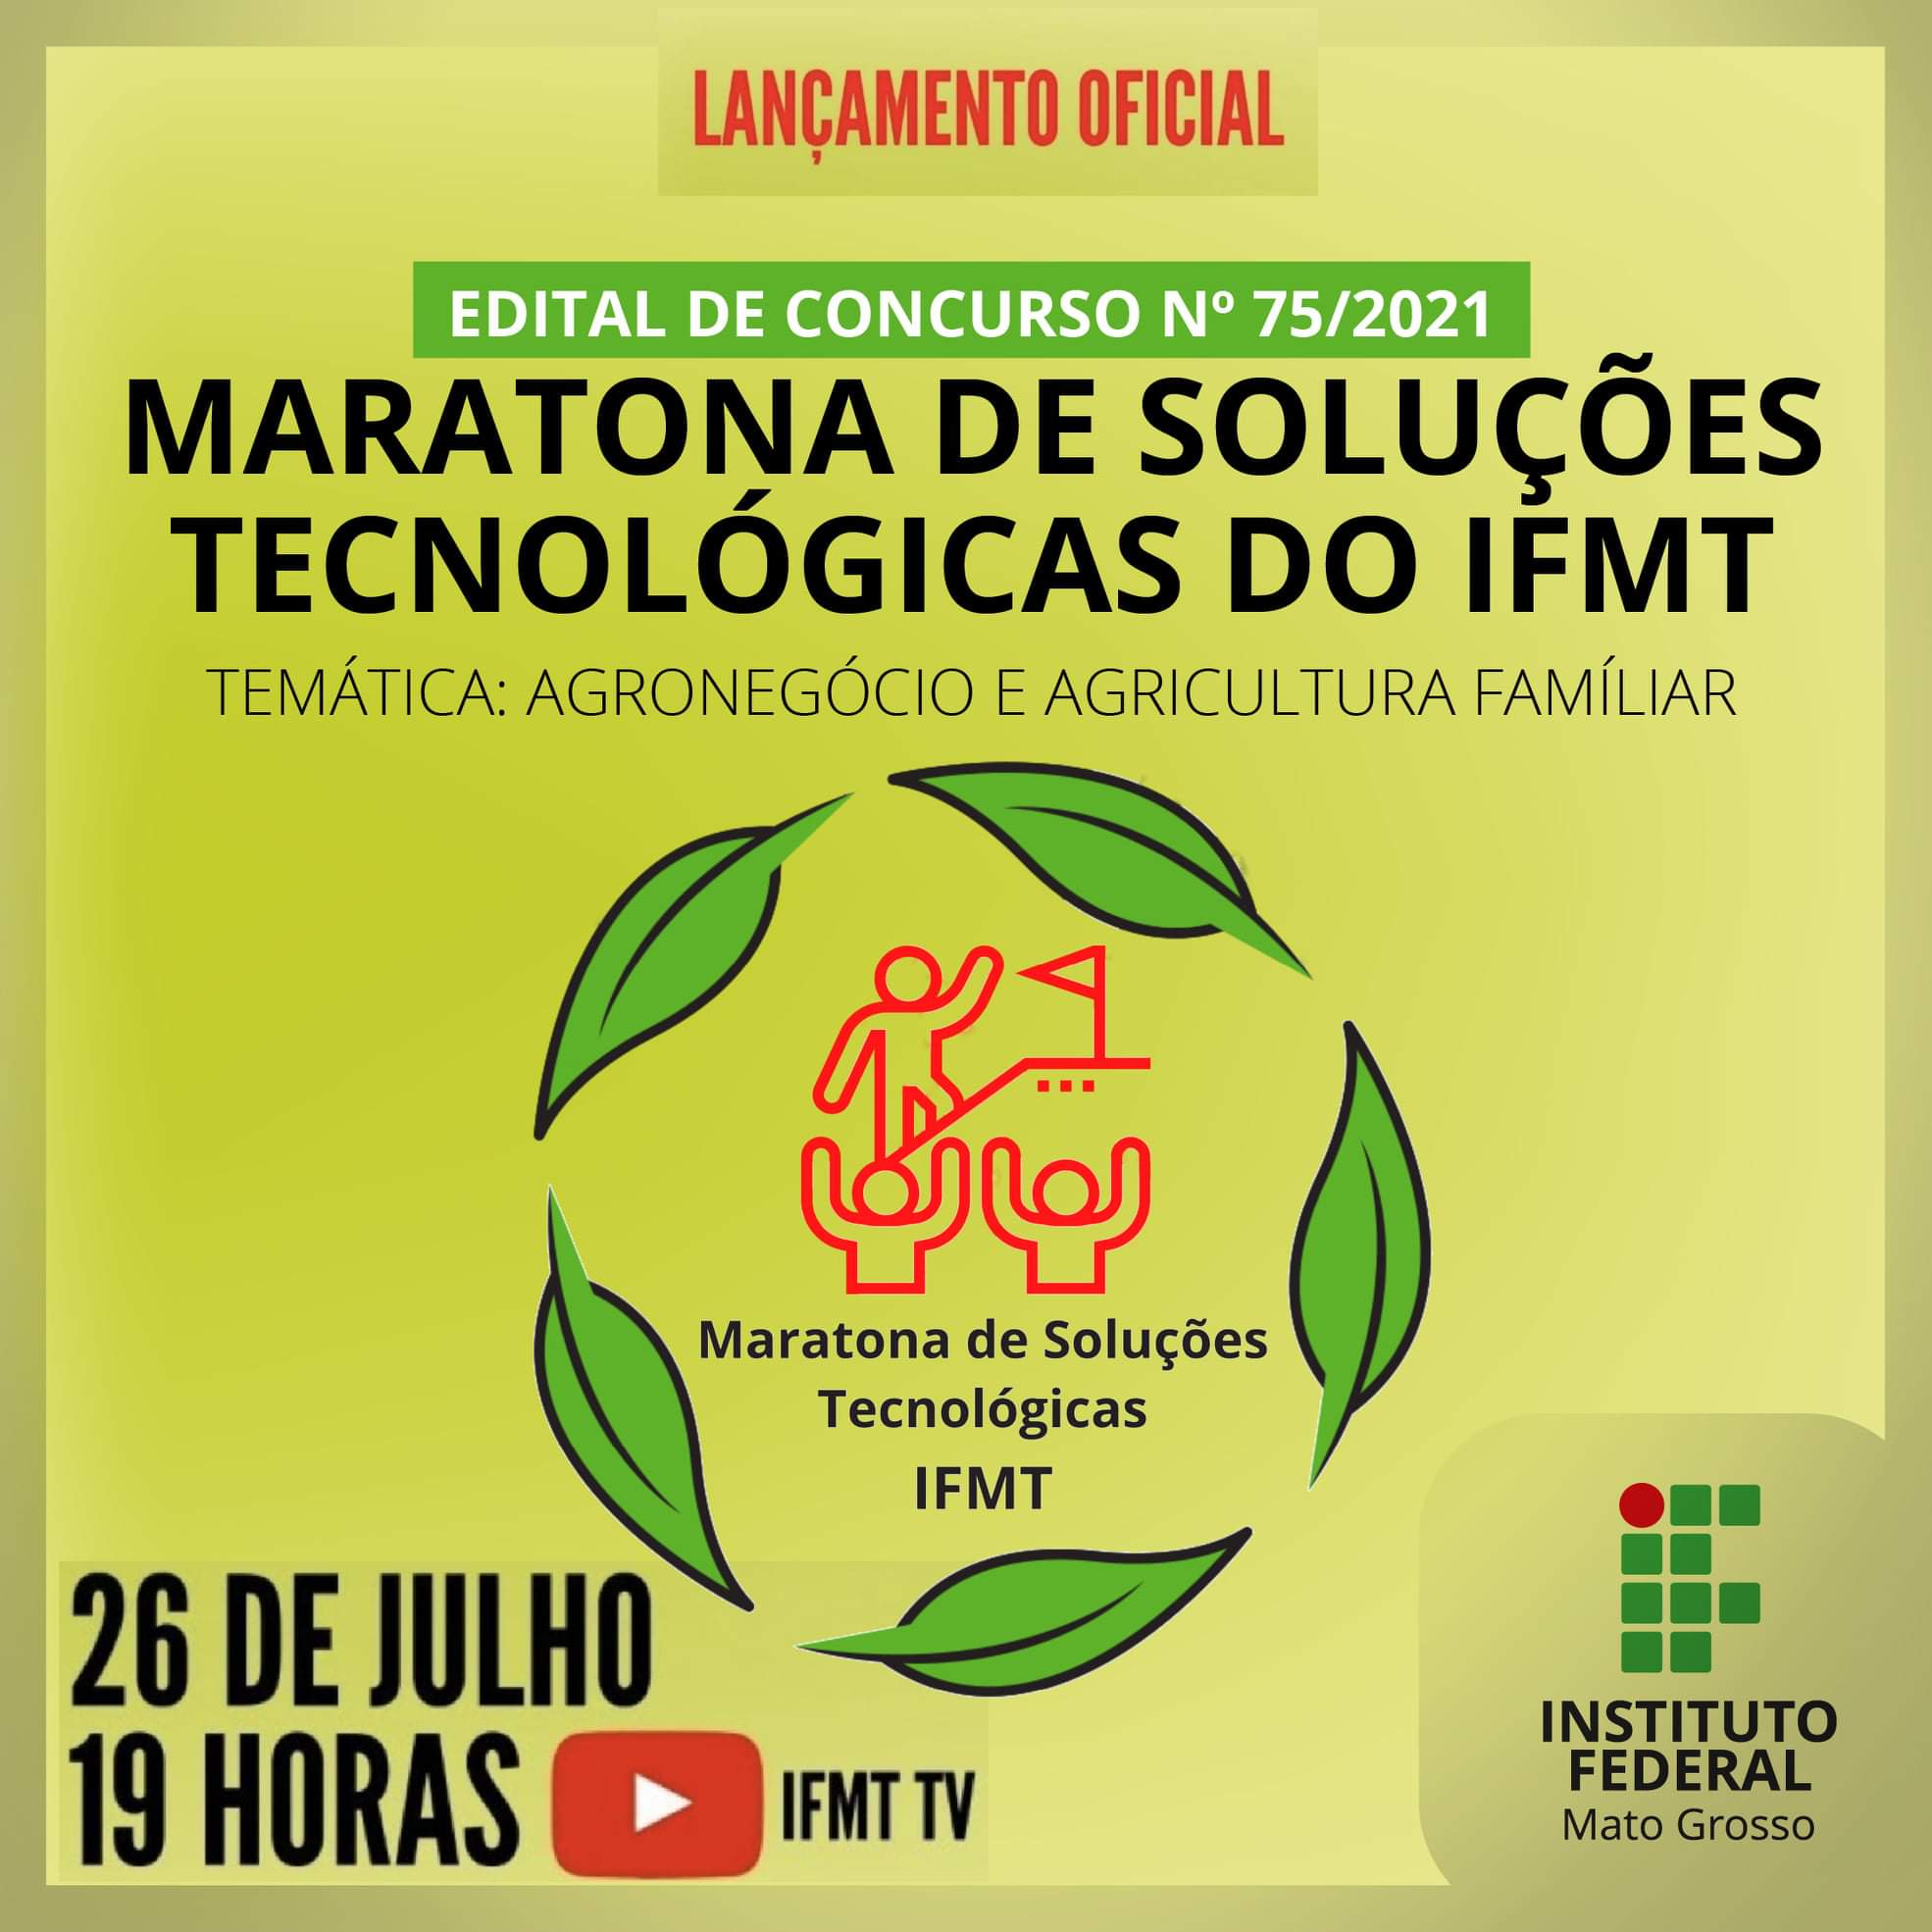 LANÇAMENTO OFICIAL
EDITAL DE CONCURSO Nº 75/2021
MARATONA DE SOLUÇÕES
TECNOLÓGICAS DO IFMT
TEMÁTICA: AGRONEGÓCIO E AGRICULTURA FAMÍLIAR
Maratona de Soluções
Tecnológicas
IFMT
26 DE JULHO
19 HORAS
IFMT TV
INSTITUTO
FEDERAL
Mato Grosso